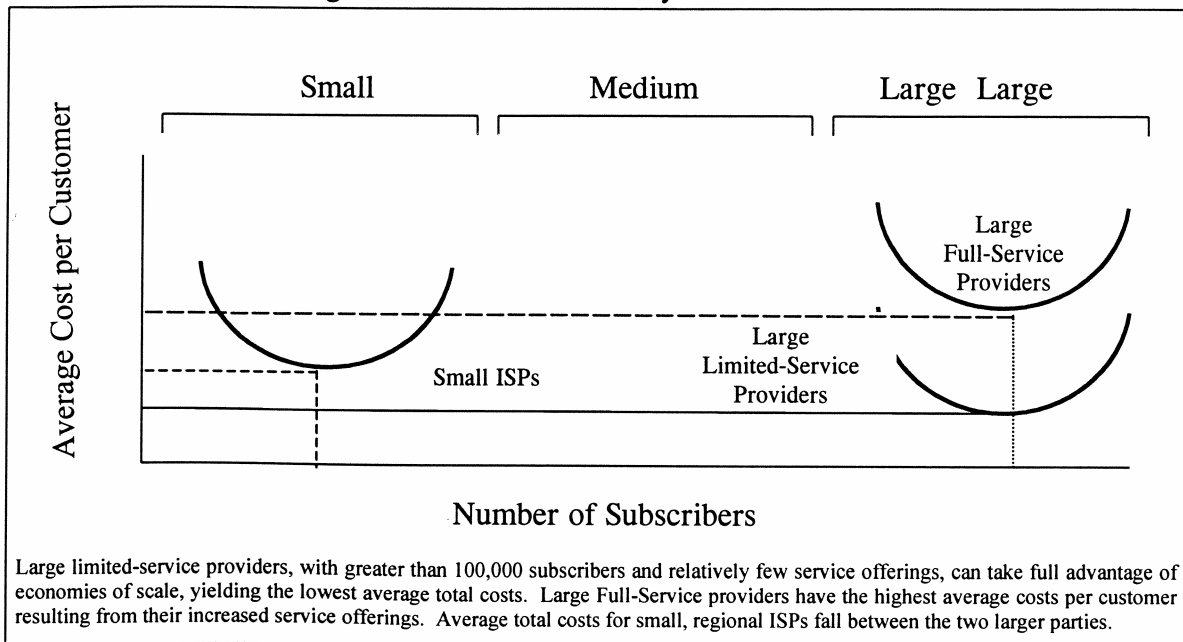 Small Medium Large Large
Average Cost per Customer
Large
Full-Service
Providers
Large
Limited-Service
Providers
Small ISPs
Number of Subscribers
Large limited-service providers, with greater than 100,000 subscribers and relatively few service offerings, can take full advantage of
economies of scale, yielding the lowest average total costs. Large Full-Service providers have the highest average costs per customer
resulting from their increased service offerings. Average total costs for small, regional ISPs fall between the two larger parties.